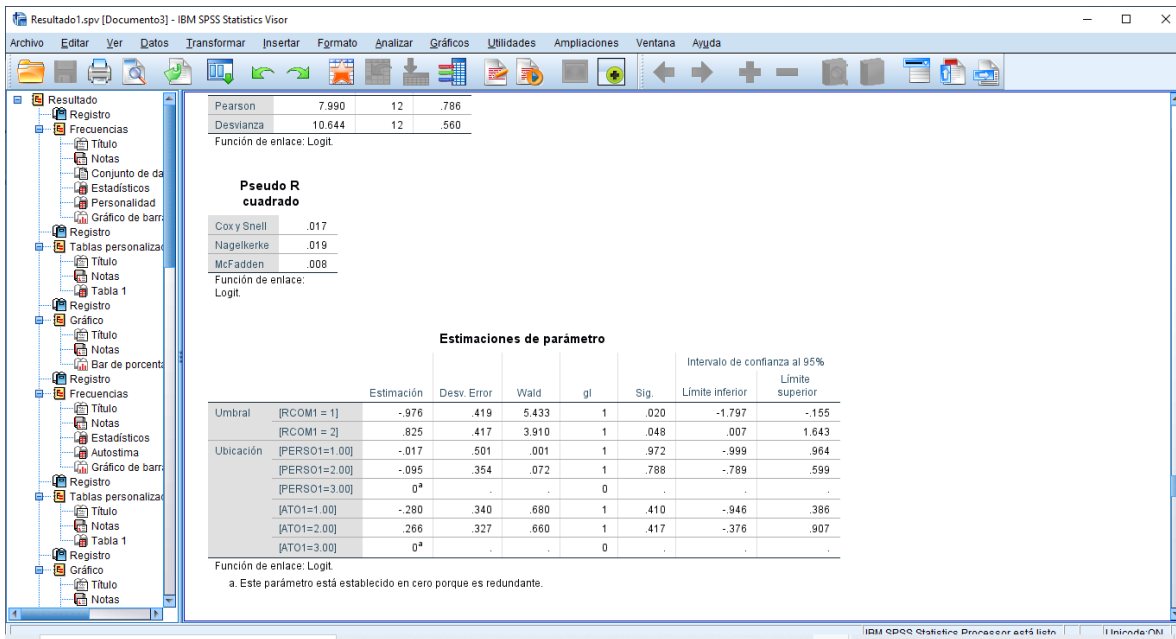 Resultado1.spv [Documento3] - IBM SPSS Statistics Visor
Archivo Editar Ver Datos Transformar Insertar Formato Analizar Gráficos Utilidades Ampliaciones Ventana Ayuda
Resultado
Registro
Frecuencias
Título
Notas
Conjunto de da
Estadísticos
Personalidad
Gráfico de barra
Registro
Tablas personalizad
Título
Notas
Tabla 1
Registro
Gráfico
Título
Notas
Bar de porcenta
Registro
Frecuencias
Título
Notas
Estadísticos
Autostima
Gráfico de barra
Registro
Tablas personalizad
Título
Notas
Tabla 1
Registro
Gráfico
Título
Notas
Pearson 7.990 12 .786
Desvianza 10.644 12 .560
Función de enlace: Logit.
Pseudo R
cuadrado
Cox y Snell .017
Nagelkerke .019
McFadden .008
Función de enlace:
Logit.
Estimaciones de parámetro
Intervalo de confianza al 95%
Estimación Desv. Error Wald gl Sig. Límite inferior Límite superior
Umbral [RCOM1 = 1] -.976 .419 5.433 1 .020 -1.797 -.155
[RCOM1 = 2] .825 .417 3.910 1 .048 .007 1.643
Ubicación [PERSO1=1.00] -.017 .501 .001 1 .972 -.999 .964
[PERSO1=2.00] -.095 .354 .072 1 .788 -.789 .599
[PERSO1=3.00] 0ª . . 0 . . .
[ATO1=1.00] -.280 .340 .680 1 .410 -.946 .386
[ATO1=2.00] .266 .327 .660 1 .417 -.376 .907
[ATO1=3.00] 0ª . . 0 . . .
Función de enlace: Logit.
a. Este parámetro está establecido en cero porque es redundante.
IBM SPSS Statistics Processor está listo Unicode:ON